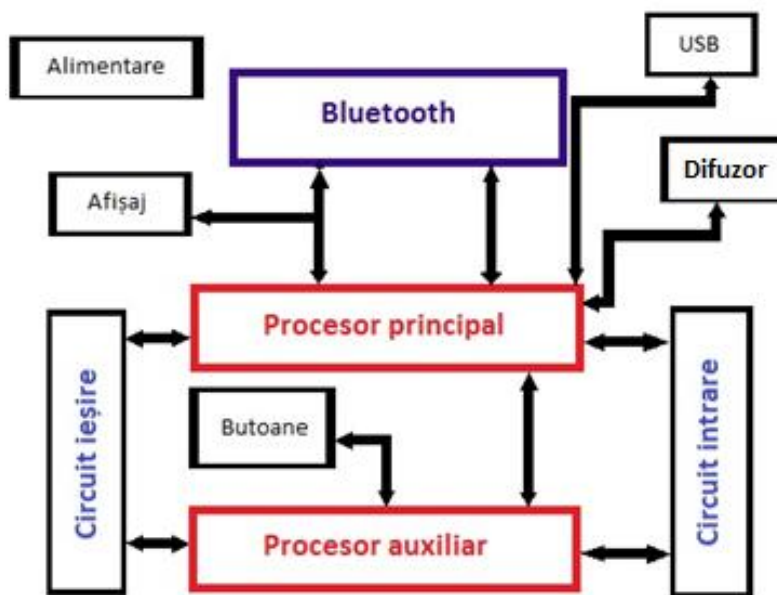 USB
Alimentare
Bluetooth
Difuzor
Afișaj
Procesor principal
Circuit ieșire
Circuit intrare
Butoane
Procesor auxiliar